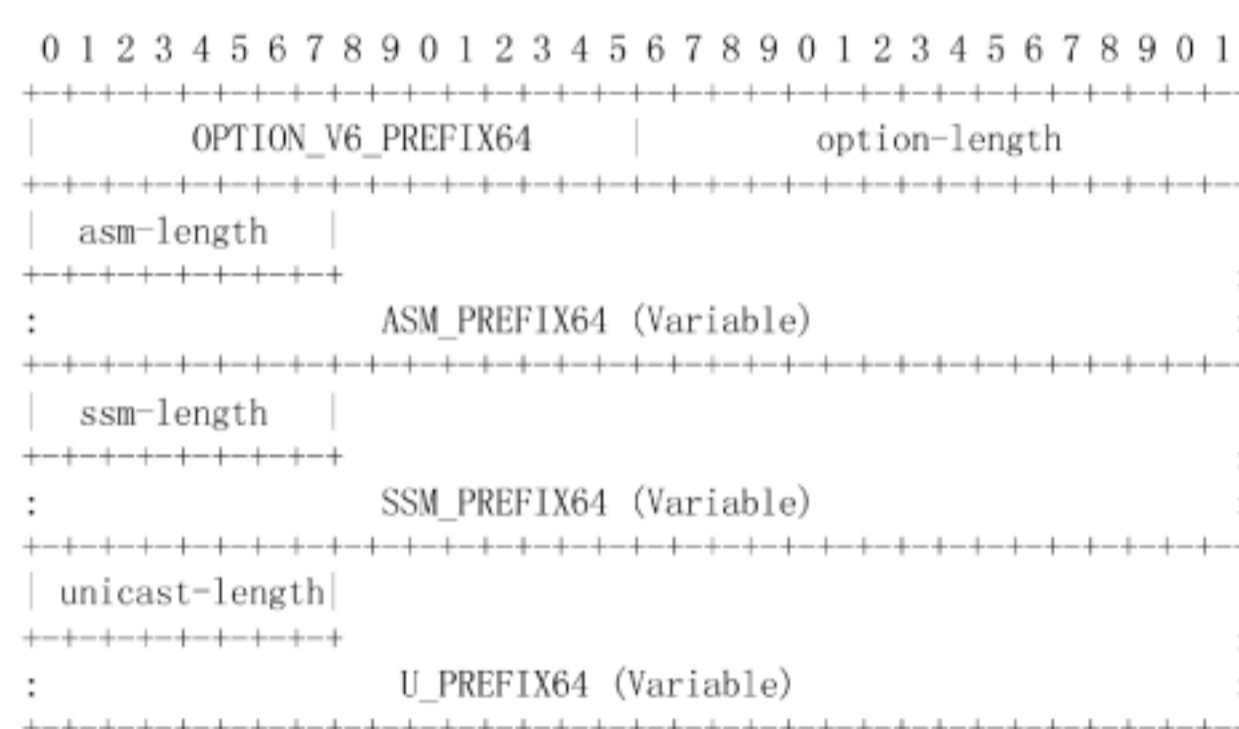 0 1 2 3 4 5 6 7 8 9 0 1 2 3 4 5 6 7 8 9 0 1 2 3 4 5 6 7 8 9 0 1
+-+-+-+-+-+-+-+-+-+-+-+-+-+-+-+-+-+-+-+-+-+-+-+-+-+-+-+-+-+-+-+-+-
| OPTION_V6_PREFIX64 | option-length
+-+-+-+-+-+-+-+-+-+-+-+-+-+-+-+-+-+-+-+-+-+-+-+-+-+-+-+-+-+-+-+-+-
| asm-length |
+-+-+-+-+-+-+-+-+ :
: ASM_PREFIX64 (Variable) :
+-+-+-+-+-+-+-+-+-+-+-+-+-+-+-+-+-+-+-+-+-+-+-+-+-+-+-+-+-+-+-+-+-
| ssm-length |
+-+-+-+-+-+-+-+-+ :
: SSM_PREFIX64 (Variable) :
+-+-+-+-+-+-+-+-+-+-+-+-+-+-+-+-+-+-+-+-+-+-+-+-+-+-+-+-+-+-+-+-+-
| unicast-length|
+-+-+-+-+-+-+-+-+ :
: U_PREFIX64 (Variable) :
+-+-+-+-+-+-+-+-+-+-+-+-+-+-+-+-+-+-+-+-+-+-+-+-+-+-+-+-+-+-+-+-+-